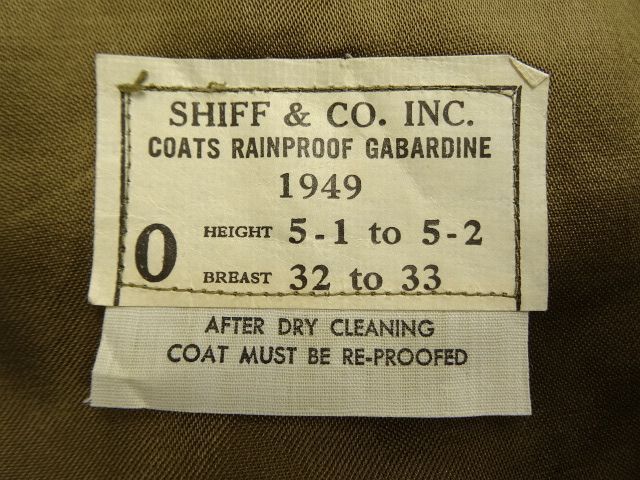 SHIFF & CO. INC.
COATS RAINPROOF GABARDINE
1949
0 HEIGHT 5-1 to 5-2
BREAST 32 to 33
AFTER DRY CLEANING
COAT MUST BE RE-PROOFED